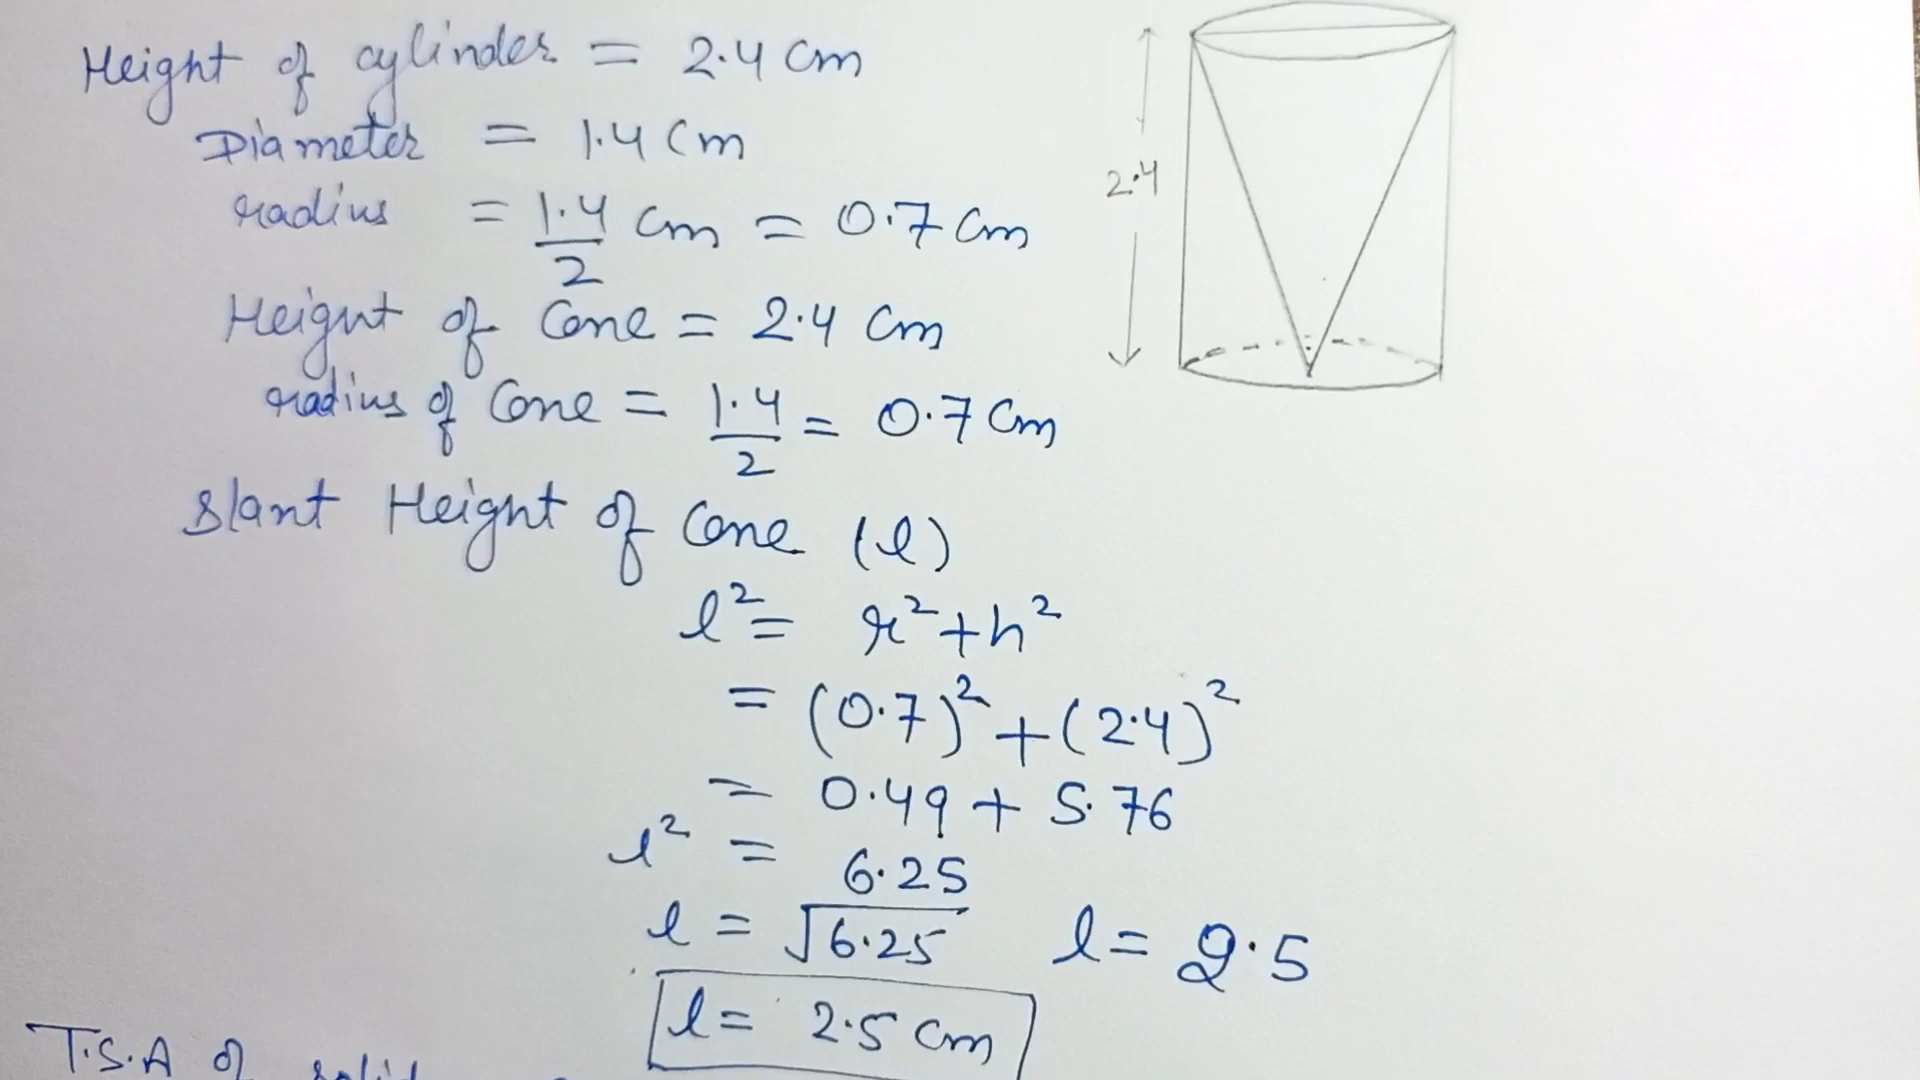 Height of cylinder = 2.4 cm
Diameter = 1.4 cm
radius = 1.4/2 cm = 0.7 cm
2.4
Height of Cone = 2.4 cm
radius of Cone = 1.4/2 = 0.7 cm
Slant Height of Cone (l)
l² = r² + h²
= (0.7)² + (2.4)²
= 0.49 + 5.76
l² = 6.25
l = √6.25 l = 2.5
l = 2.5 cm
T.S.A of solid